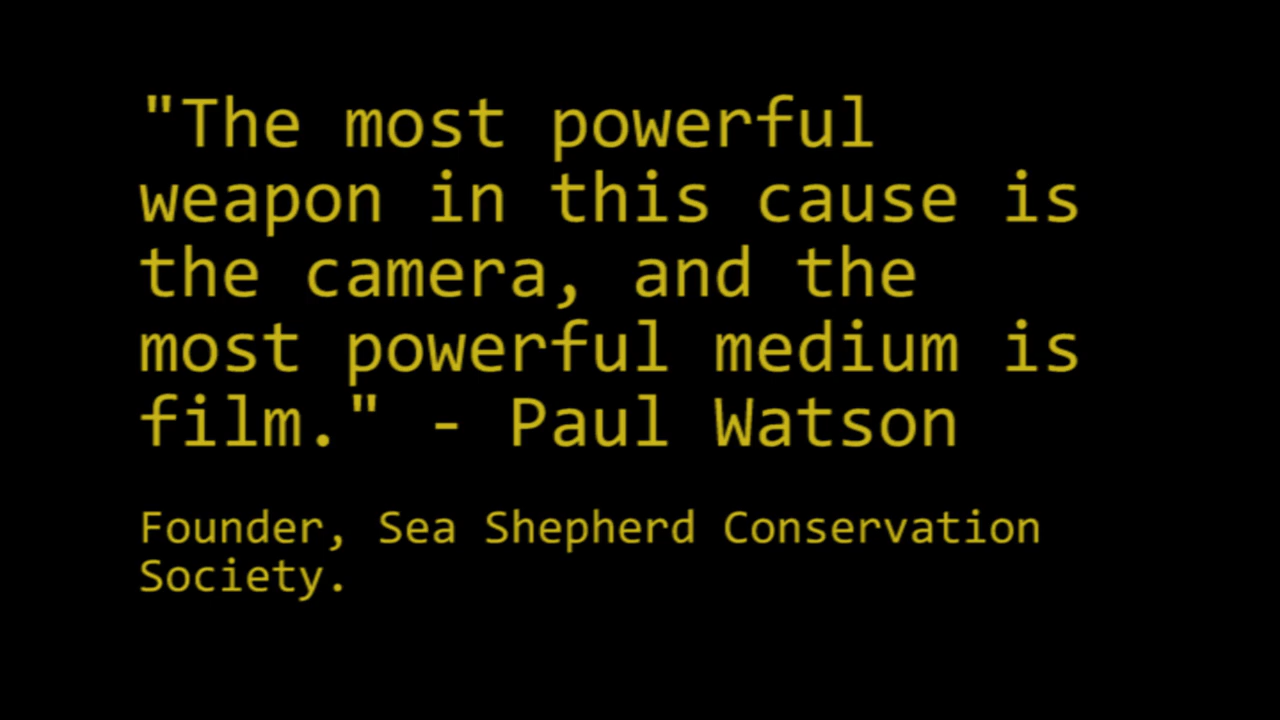 "The most powerful
weapon in this cause is
the camera, and the
most powerful medium is
film." - Paul Watson
Founder, Sea Shepherd Conservation
Society.